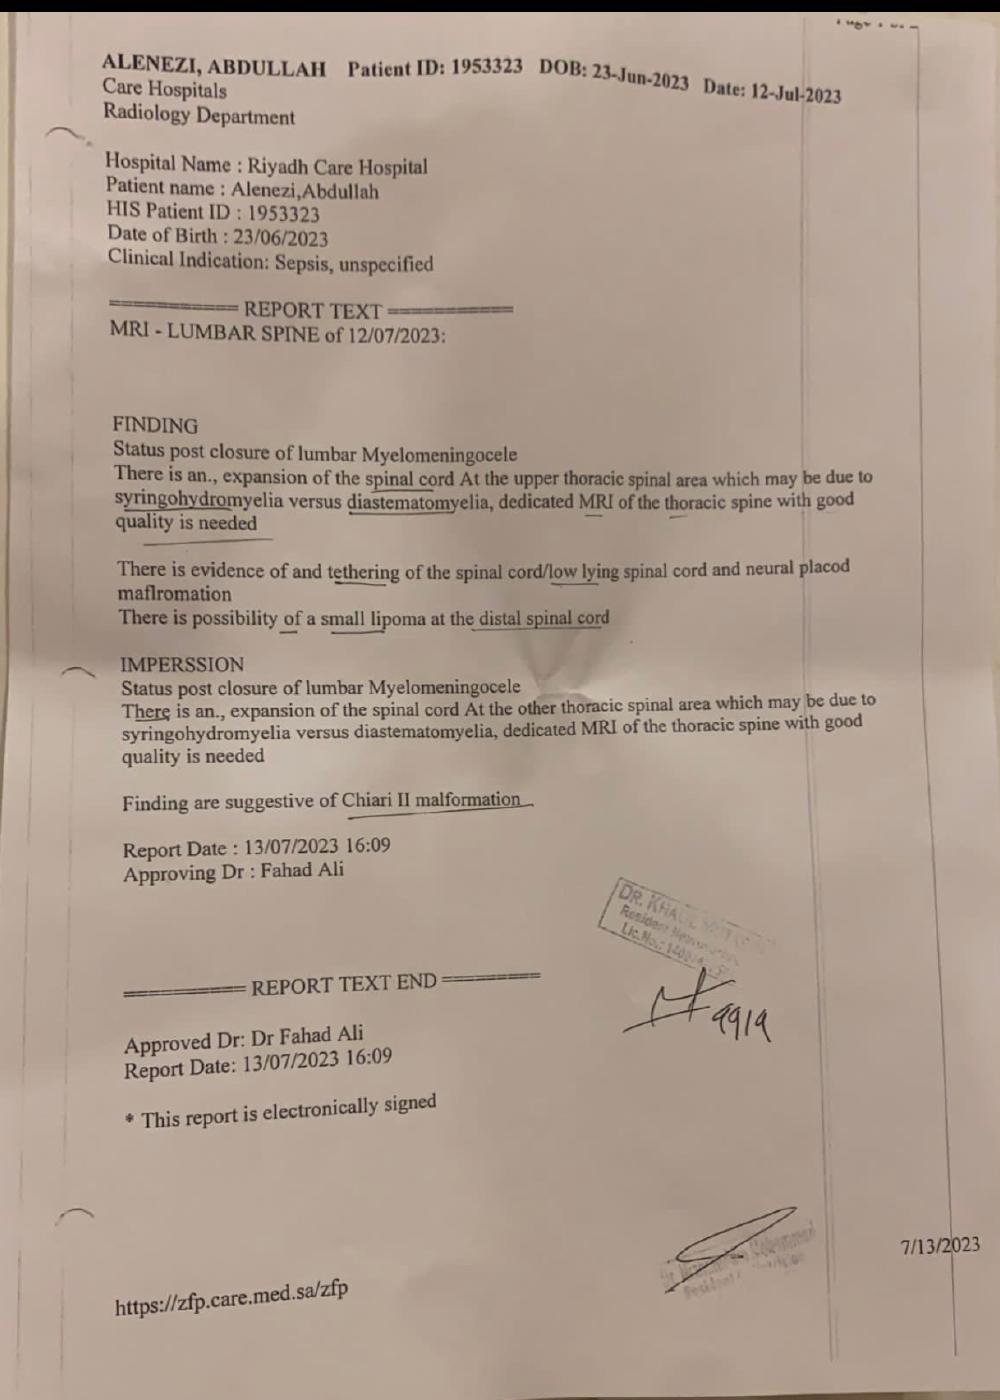 ALENEZI, ABDULLAH Patient ID: 1953323 DOB: 23-Jun-2023 Date: 12-Jul-2023
Care Hospitals
Radiology Department
Hospital Name : Riyadh Care Hospital
Patient name : Alenezi,Abdullah
HIS Patient ID : 1953323
Date of Birth : 23/06/2023
Clinical Indication: Sepsis, unspecified
=========== REPORT TEXT ===========
MRI - LUMBAR SPINE of 12/07/2023:
FINDING
Status post closure of lumbar Myelomeningocele
There is an., expansion of the spinal cord At the upper thoracic spinal area which may be due to
syringohydromyelia versus diastematomyelia, dedicated MRI of the thoracic spine with good
quality is needed
There is evidence of and tethering of the spinal cord/low lying spinal cord and neural placod
maflromation
There is possibility of a small lipoma at the distal spinal cord
IMPERSSION
Status post closure of lumbar Myelomeningocele
There is an., expansion of the spinal cord At the other thoracic spinal area which may be due to
syringohydromyelia versus diastematomyelia, dedicated MRI of the thoracic spine with good
quality is needed
Finding are suggestive of Chiari II malformation
Report Date : 13/07/2023 16:09
Approving Dr : Fahad Ali
DR. KHALIL
Resident
Lic.No.:
=========== REPORT TEXT END =========
9919
Approved Dr: Dr Fahad Ali
Report Date: 13/07/2023 16:09
* This report is electronically signed
Resident
7/13/2023
https://zfp.care.med.sa/zfp